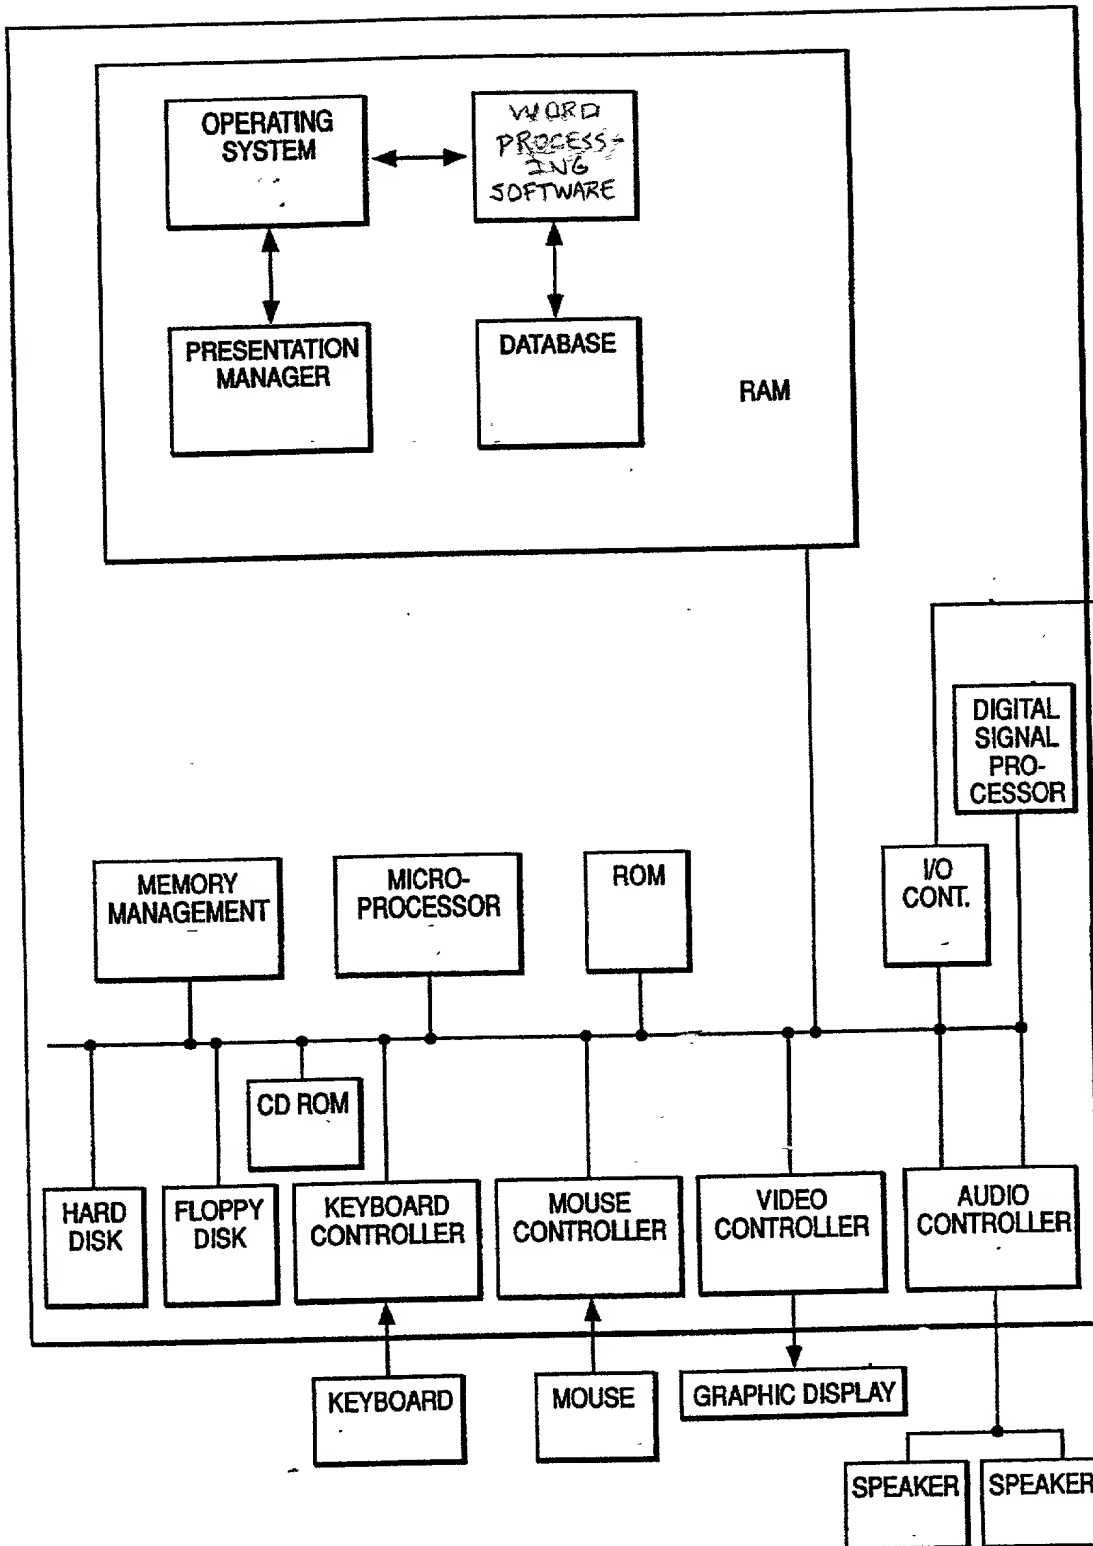 OPERATING
SYSTEM
WORD
PROCESS-
ING
SOFTWARE
PRESENTATION
MANAGER
DATABASE
RAM
DIGITAL
SIGNAL
PRO-
CESSOR
MEMORY
MANAGEMENT
MICRO-
PROCESSOR
ROM
I/O
CONT.
CD ROM
HARD
DISK
FLOPPY
DISK
KEYBOARD
CONTROLLER
MOUSE
CONTROLLER
VIDEO
CONTROLLER
AUDIO
CONTROLLER
KEYBOARD
MOUSE
GRAPHIC DISPLAY
SPEAKER
SPEAKER